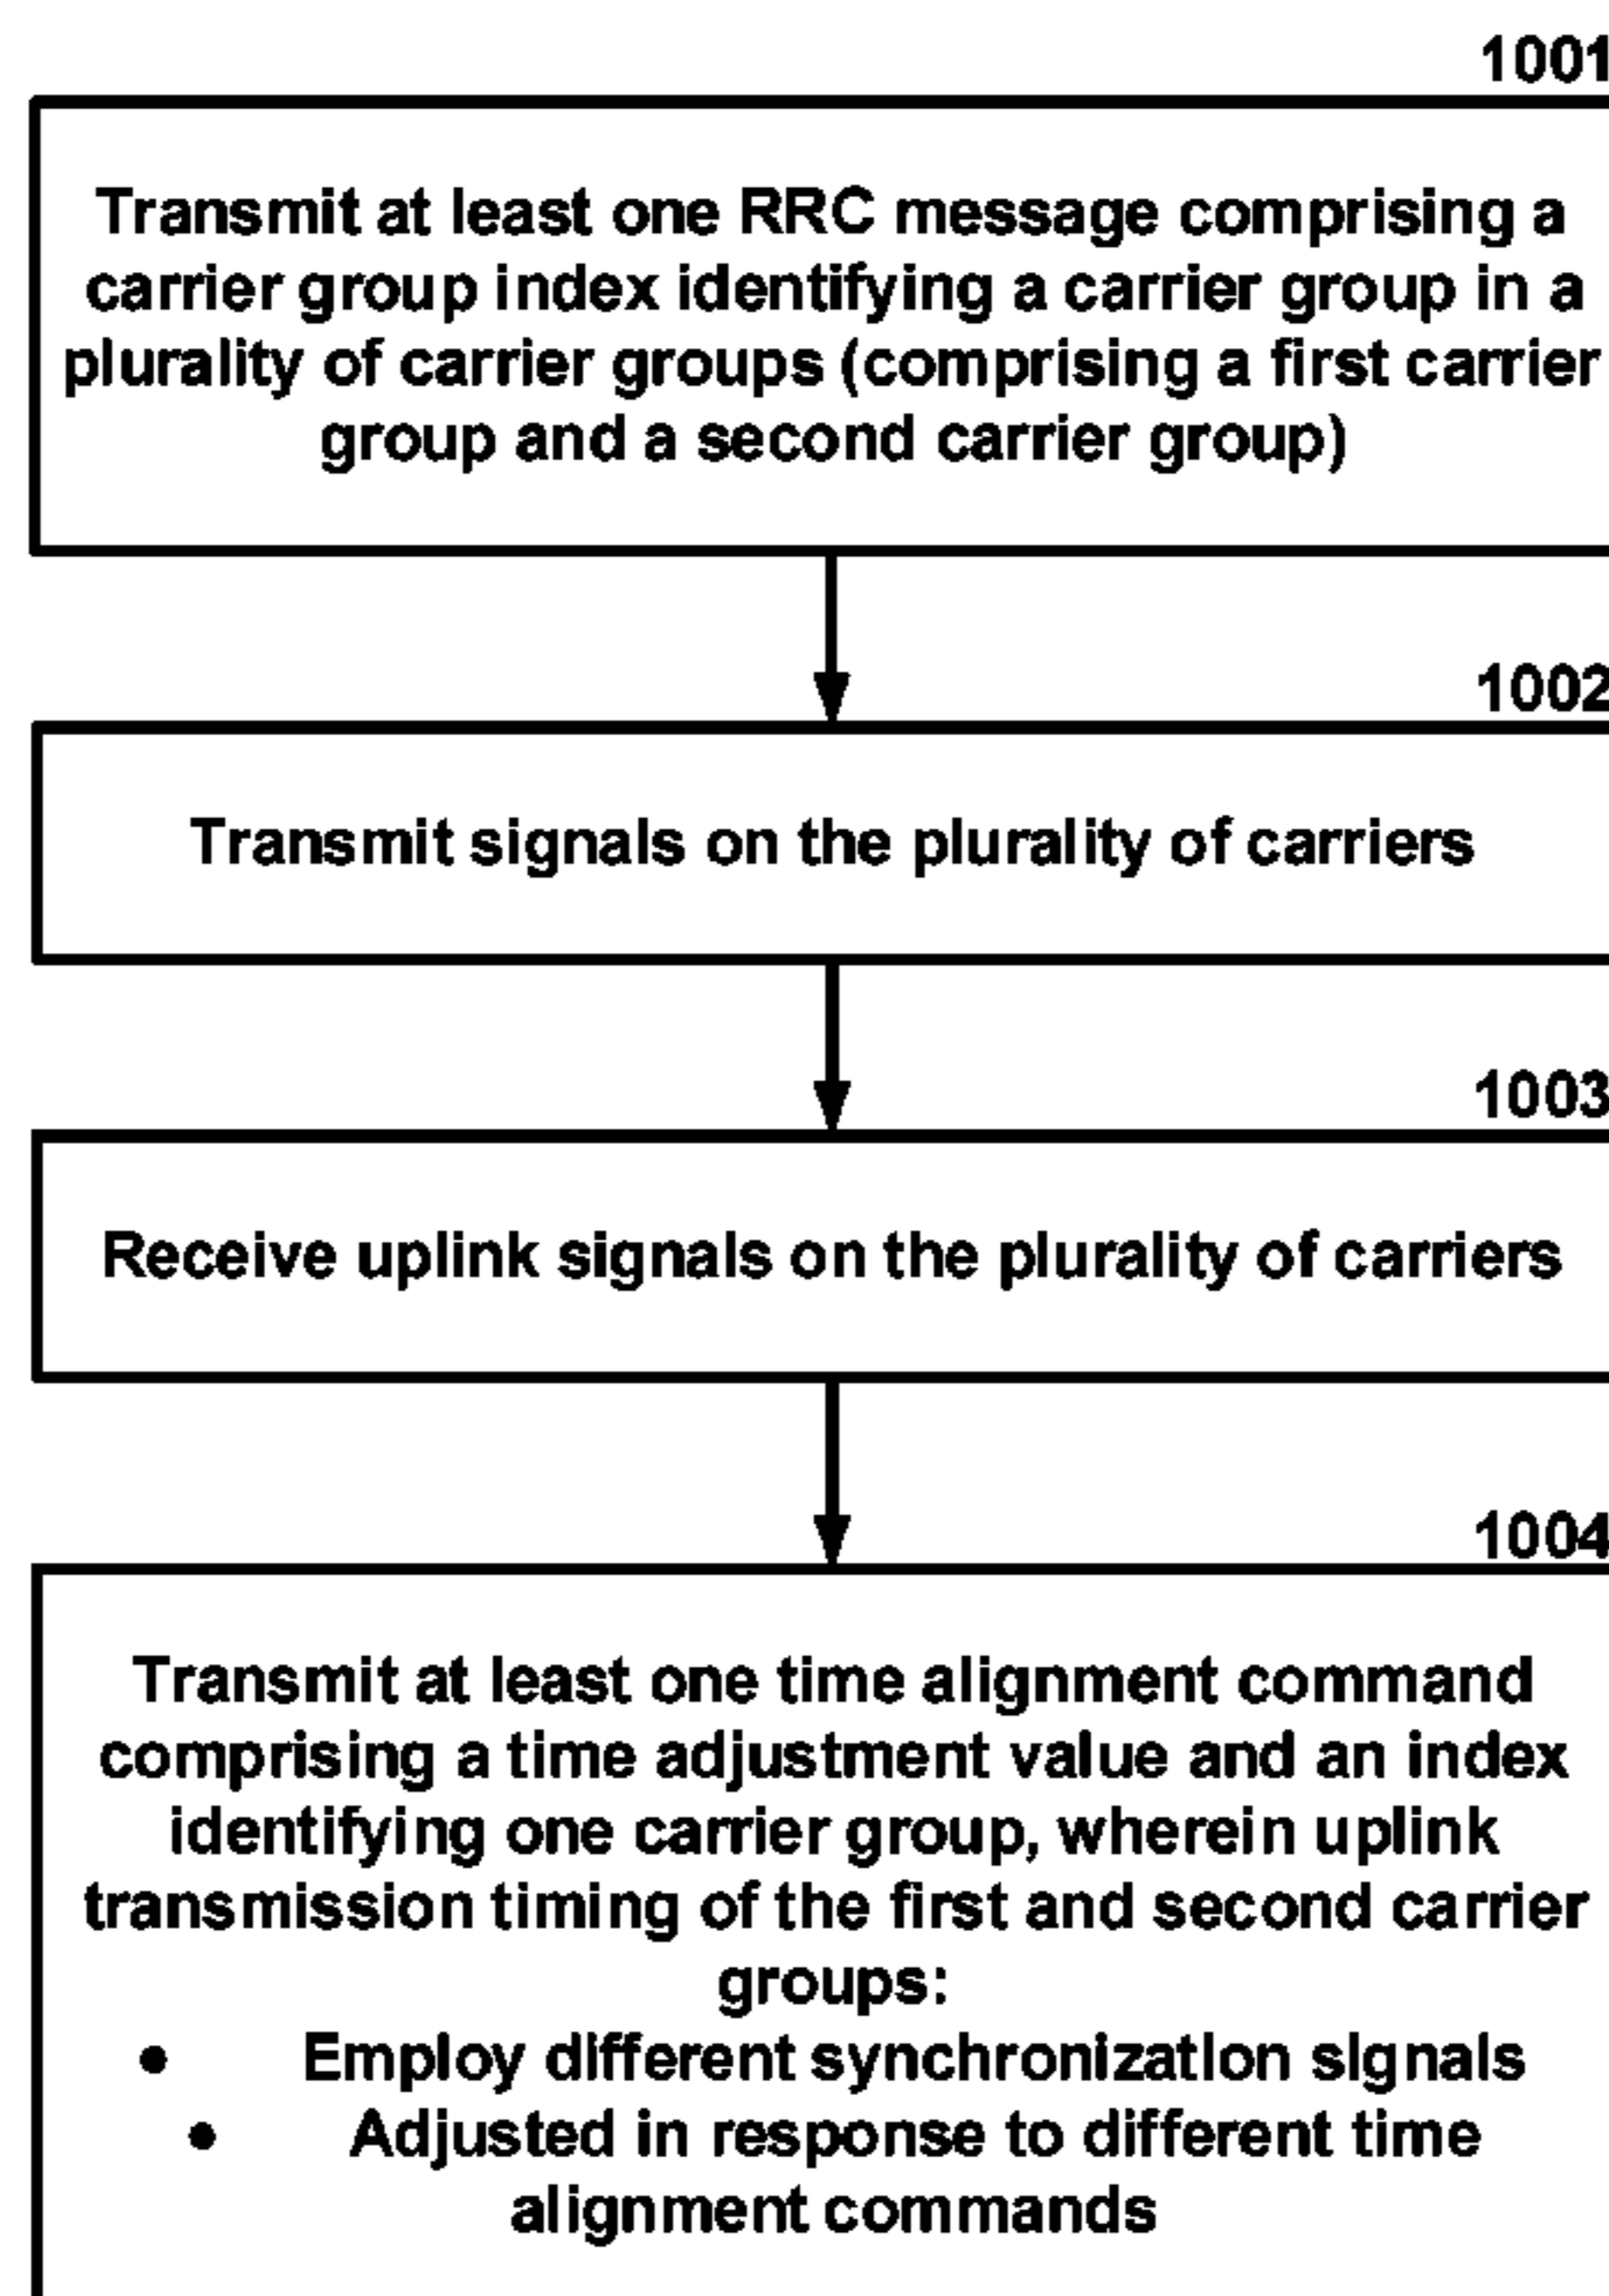 1001
Transmit at least one RRC message comprising a
carrier group index identifying a carrier group in a
plurality of carrier groups (comprising a first carrier
group and a second carrier group)
1002
Transmit signals on the plurality of carriers
1003
Receive uplink signals on the plurality of carriers
1004
Transmit at least one time alignment command
comprising a time adjustment value and an index
identifying one carrier group, wherein uplink
transmission timing of the first and second carrier
groups:
• Employ different synchronization signals
• Adjusted in response to different time
alignment commands